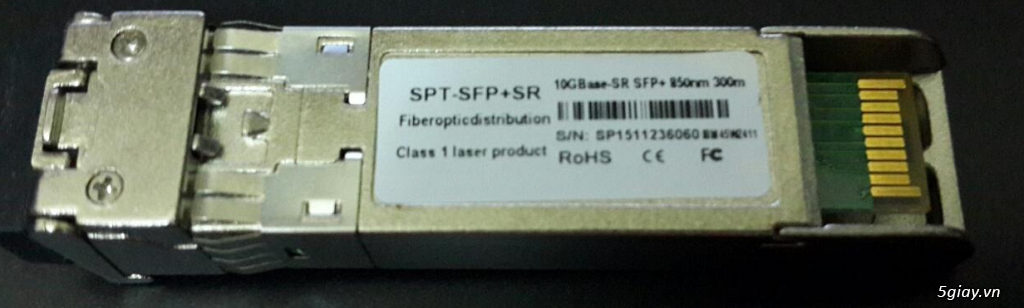 SPT-SFP+SR
Fiberopticdistribution
Class 1 laser product
10GBase-SR SFP+ 850nm 300m
S/N: SP1511236060
RoHS CE FC
5giay.vn